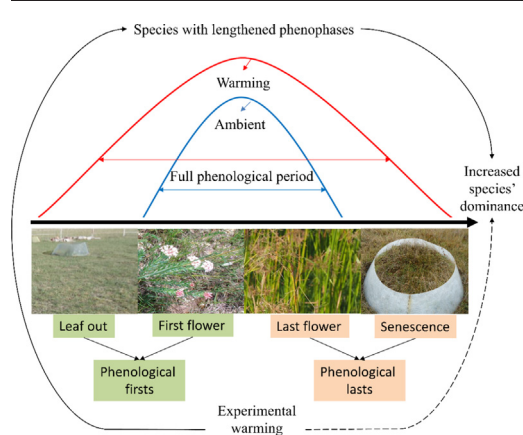 Species with lengthened phenophases
Warming
Ambient
Full phenological period
Increased
species'
dominance
Leaf out
First flower
Last flower
Senescence
Phenological
firsts
Phenological
lasts
Experimental
warming